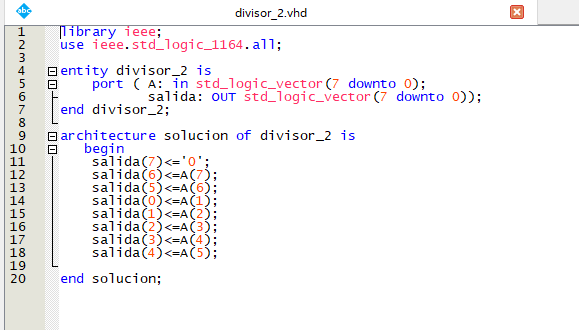 abc
divisor_2.vhd
1 library ieee;
2 use ieee.std_logic_1164.all;
3
4 entity divisor_2 is
5 port ( A: in std_logic_vector(7 downto 0);
6 salida: OUT std_logic_vector(7 downto 0));
7 end divisor_2;
8
9 architecture solucion of divisor_2 is
10 begin
11 salida(7)<='0';
12 salida(6)<=A(7);
13 salida(5)<=A(6);
14 salida(0)<=A(1);
15 salida(1)<=A(2);
16 salida(2)<=A(3);
17 salida(3)<=A(4);
18 salida(4)<=A(5);
19
20 end solucion;